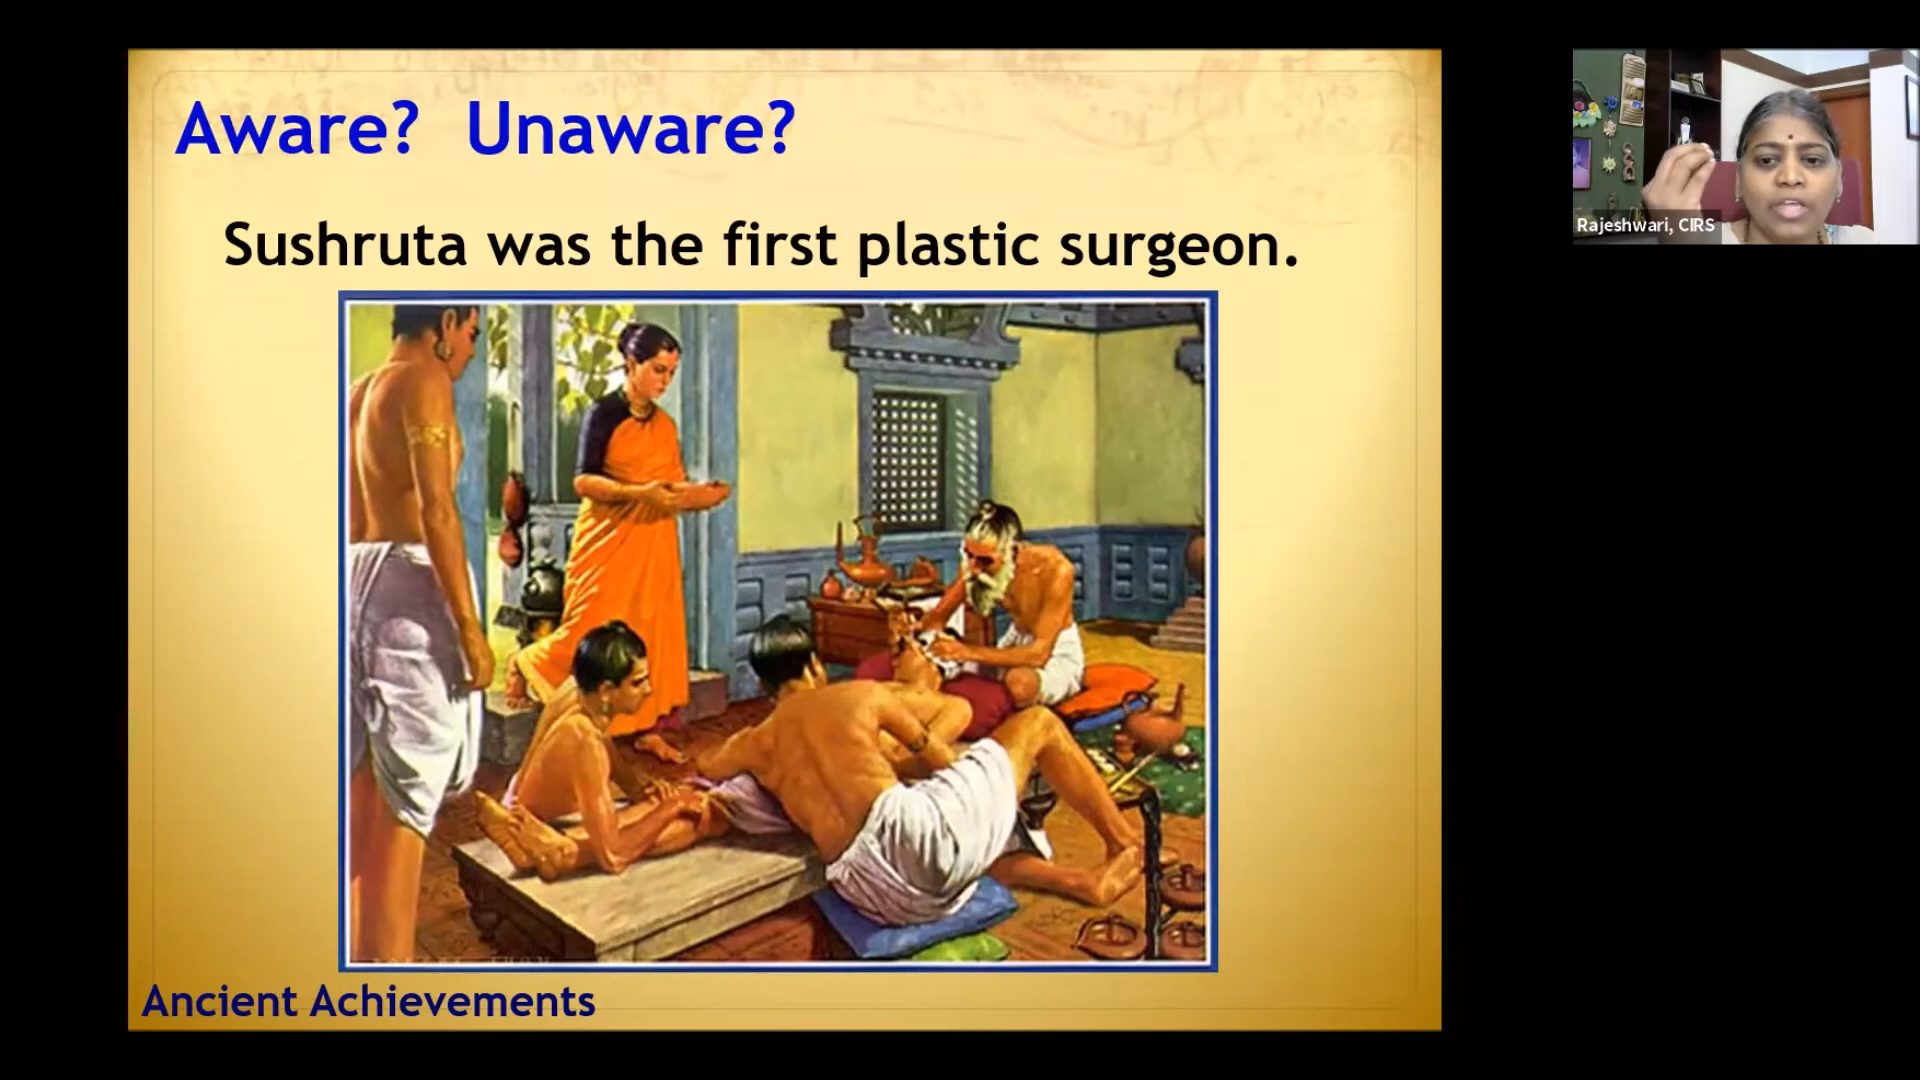 Aware?  Unaware?
Sushruta was the first plastic surgeon.
Ancient Achievements
Rajeshwari, CIRS